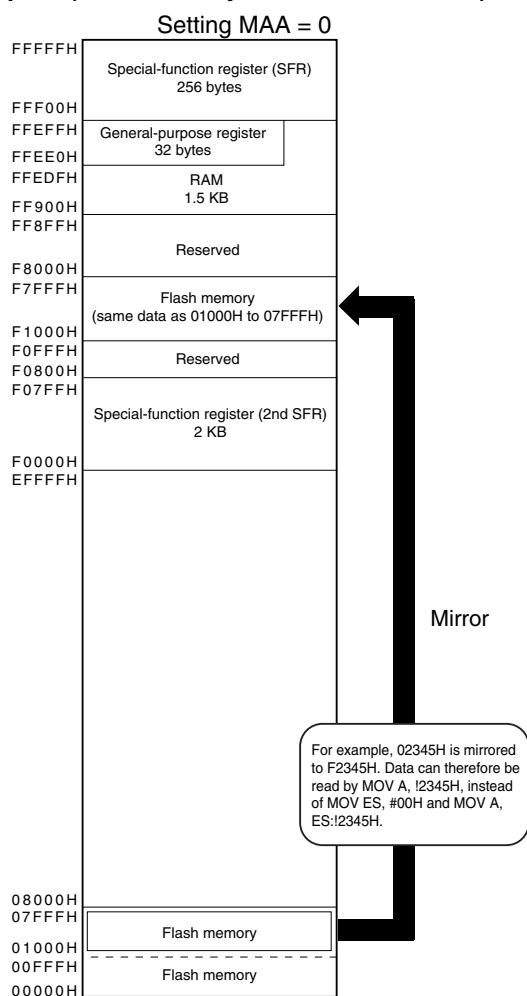 Setting MAA = 0
FFFFFH
Special-function register (SFR)
256 bytes
FFF00H
FFEFFH
General-purpose register
32 bytes
FFEE0H
FFEDFH
RAM
1.5 KB
FF900H
FF8FFH
Reserved
F8000H
F7FFFH
Flash memory
(same data as 01000H to 07FFFH)
F1000H
F0FFFH
Reserved
F0800H
F07FFH
Special-function register (2nd SFR)
2 KB
F0000H
EFFFFH
Mirror
For example, 02345H is mirrored
to F2345H. Data can therefore be
read by MOV A, !2345H, instead
of MOV ES, #00H and MOV A,
ES:!2345H.
08000H
07FFFH
Flash memory
01000H
00FFFH
Flash memory
00000H